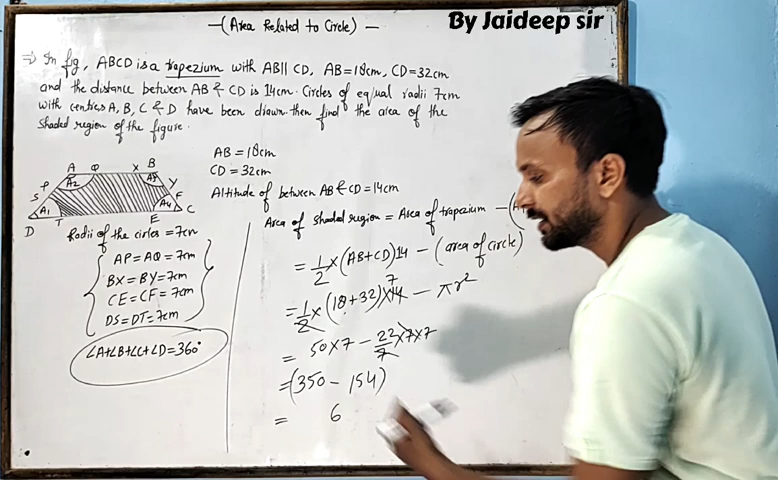 By Jaideep sir
(Area Related to Circle)
⇒ In fig, ABCD is a trapezium with AB ∥ CD, AB = 18cm, CD = 32cm
and the distance between AB & CD is 14cm. Circles of equal radii 7cm
with centres A, B, C & D have been drawn. then find the area of the
shaded region of the figure.
A Q X B
P A2 A3 Y
S A1 A4 F
D T E C
AB = 18cm
CD = 32cm
Altitude of between AB & CD = 14cm
Radii of the cirles = 7cm
AP = AQ = 7cm
BX = BY = 7cm
CE = CF = 7cm
DS = DT = 7cm
∠A+∠B+∠C+∠D = 360°
Area of shaded region = Area of trapezium - (A
= 1/2 × (AB + CD) 14 - (area of circle)
7
= 1/2 × (18 + 32) × 14 - πr²
= 50 × 7 - 22/7 × 7 × 7
= (350 - 154)
= 6